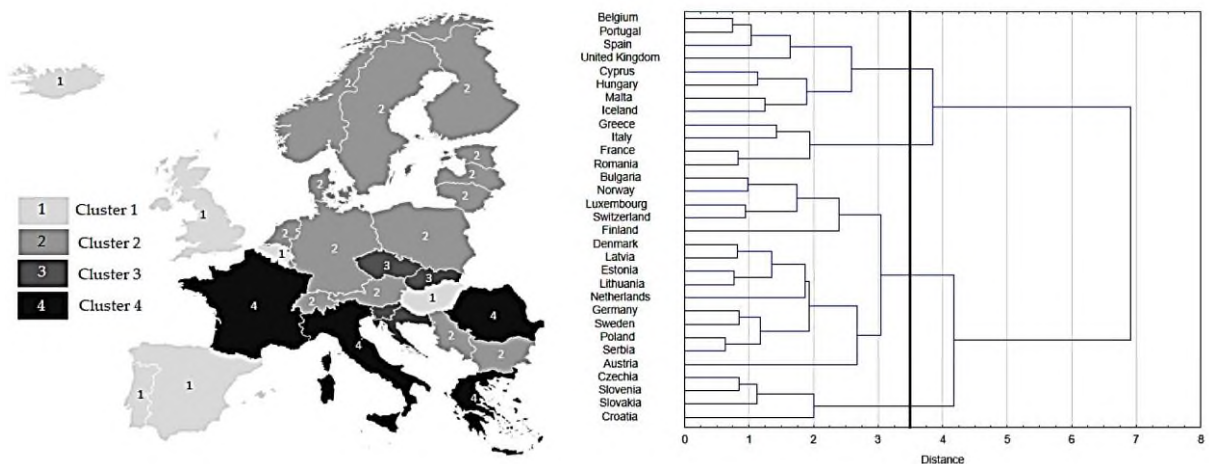 1
2
2
2
2
2
2
2
1
2
2
2
1
3
3
4
2
2
1
4
4
2
2
1
1
4
1 Cluster 1
2 Cluster 2
3 Cluster 3
4 Cluster 4
Belgium
Portugal
Spain
United Kingdom
Cyprus
Hungary
Malta
Iceland
Greece
Italy
France
Romania
Bulgaria
Norway
Luxembourg
Switzerland
Finland
Denmark
Latvia
Estonia
Lithuania
Netherlands
Germany
Sweden
Poland
Serbia
Austria
Czechia
Slovenia
Slovakia
Croatia
0 1 2 3 4 5 6 7 8
Distance